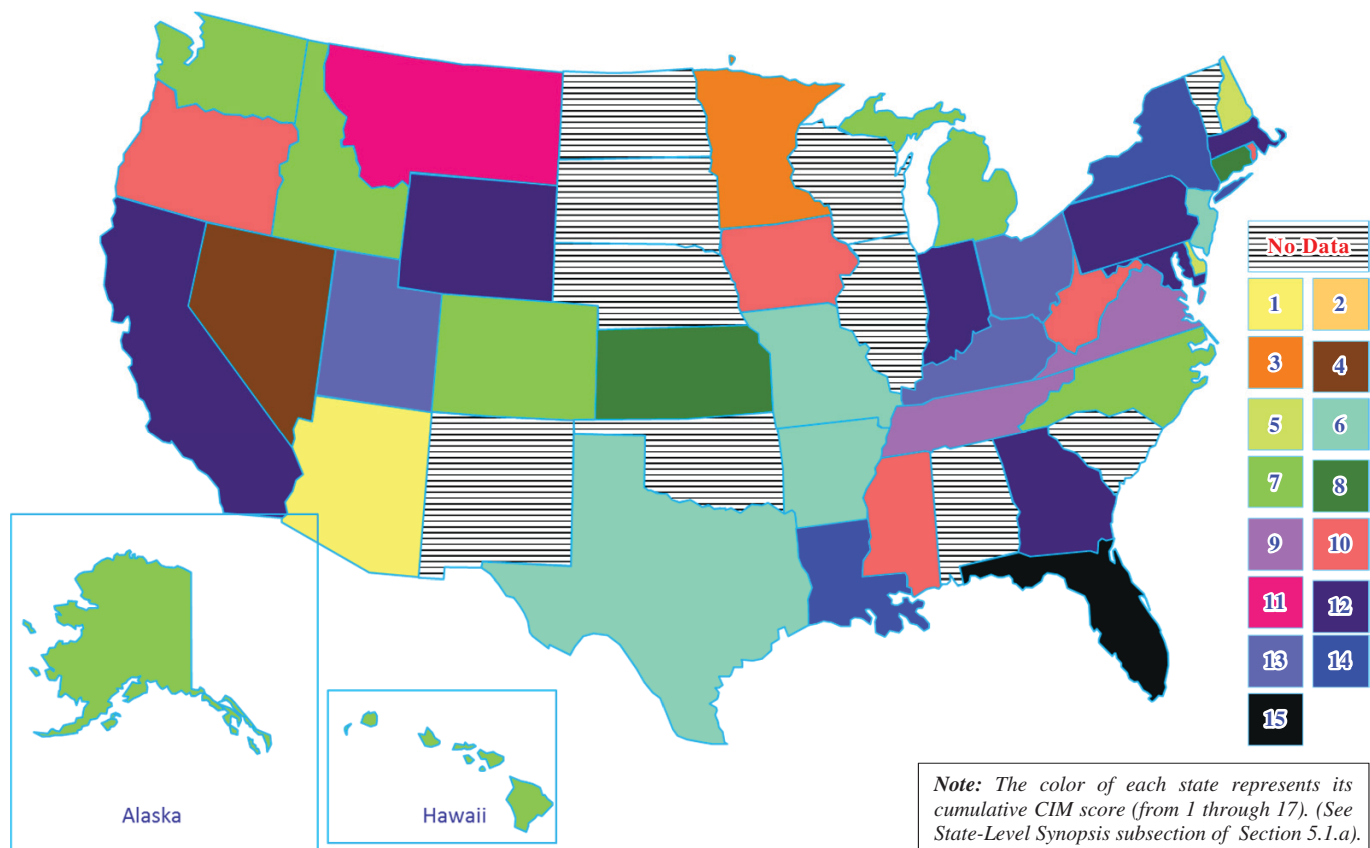 No Data
1 2
3 4
5 6
7 8
9 10
11 12
13 14
15
Alaska
Hawaii
Note: The color of each state represents its
cumulative CIM score (from 1 through 17). (See
State-Level Synopsis subsection of Section 5.1.a).